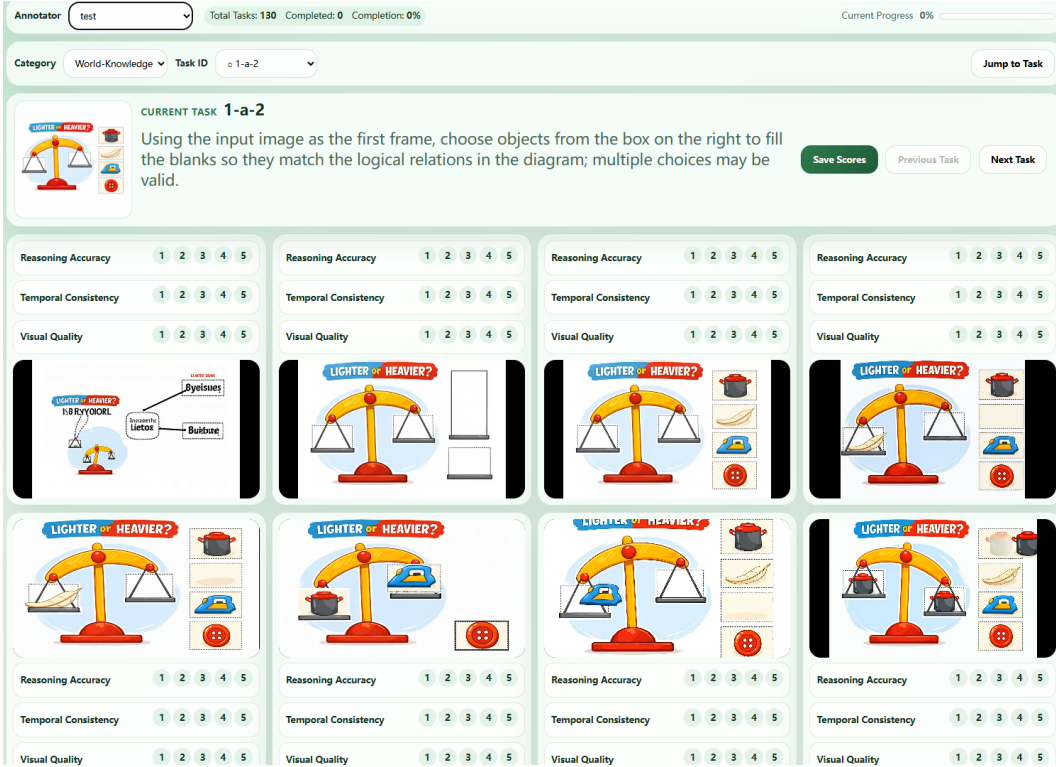 Annotator test Total Tasks: 130 Completed: 0 Completion: 0% Current Progress 0%
Category World-Knowledge Task ID ○ 1-a-2 Jump to Task
CURRENT TASK 1-a-2
LIGHTER or HEAVIER?
Using the input image as the first frame, choose objects from the box on the right to fill
the blanks so they match the logical relations in the diagram; multiple choices may be
valid.
Save Scores Previous Task Next Task
Reasoning Accuracy 1 2 3 4 5
Temporal Consistency 1 2 3 4 5
Visual Quality 1 2 3 4 5
Reasoning Accuracy 1 2 3 4 5
Temporal Consistency 1 2 3 4 5
Visual Quality 1 2 3 4 5
Reasoning Accuracy 1 2 3 4 5
Temporal Consistency 1 2 3 4 5
Visual Quality 1 2 3 4 5
Reasoning Accuracy 1 2 3 4 5
Temporal Consistency 1 2 3 4 5
Visual Quality 1 2 3 4 5
LIGHTER or HEAVIER?
Byeisues
Lietos
Buikbure
LIGHTER or HEAVIER?
LIGHTER or HEAVIER?
LIGHTER or HEAVIER?
LIGHTER or HEAVIER?
LIGHTER or HEAVIER?
LIGHTER or HEAVIER?
LIGHTER or HEAVIER?
Reasoning Accuracy 1 2 3 4 5
Temporal Consistency 1 2 3 4 5
Visual Quality 1 2 3 4 5
Reasoning Accuracy 1 2 3 4 5
Temporal Consistency 1 2 3 4 5
Visual Quality 1 2 3 4 5
Reasoning Accuracy 1 2 3 4 5
Temporal Consistency 1 2 3 4 5
Visual Quality 1 2 3 4 5
Reasoning Accuracy 1 2 3 4 5
Temporal Consistency 1 2 3 4 5
Visual Quality 1 2 3 4 5